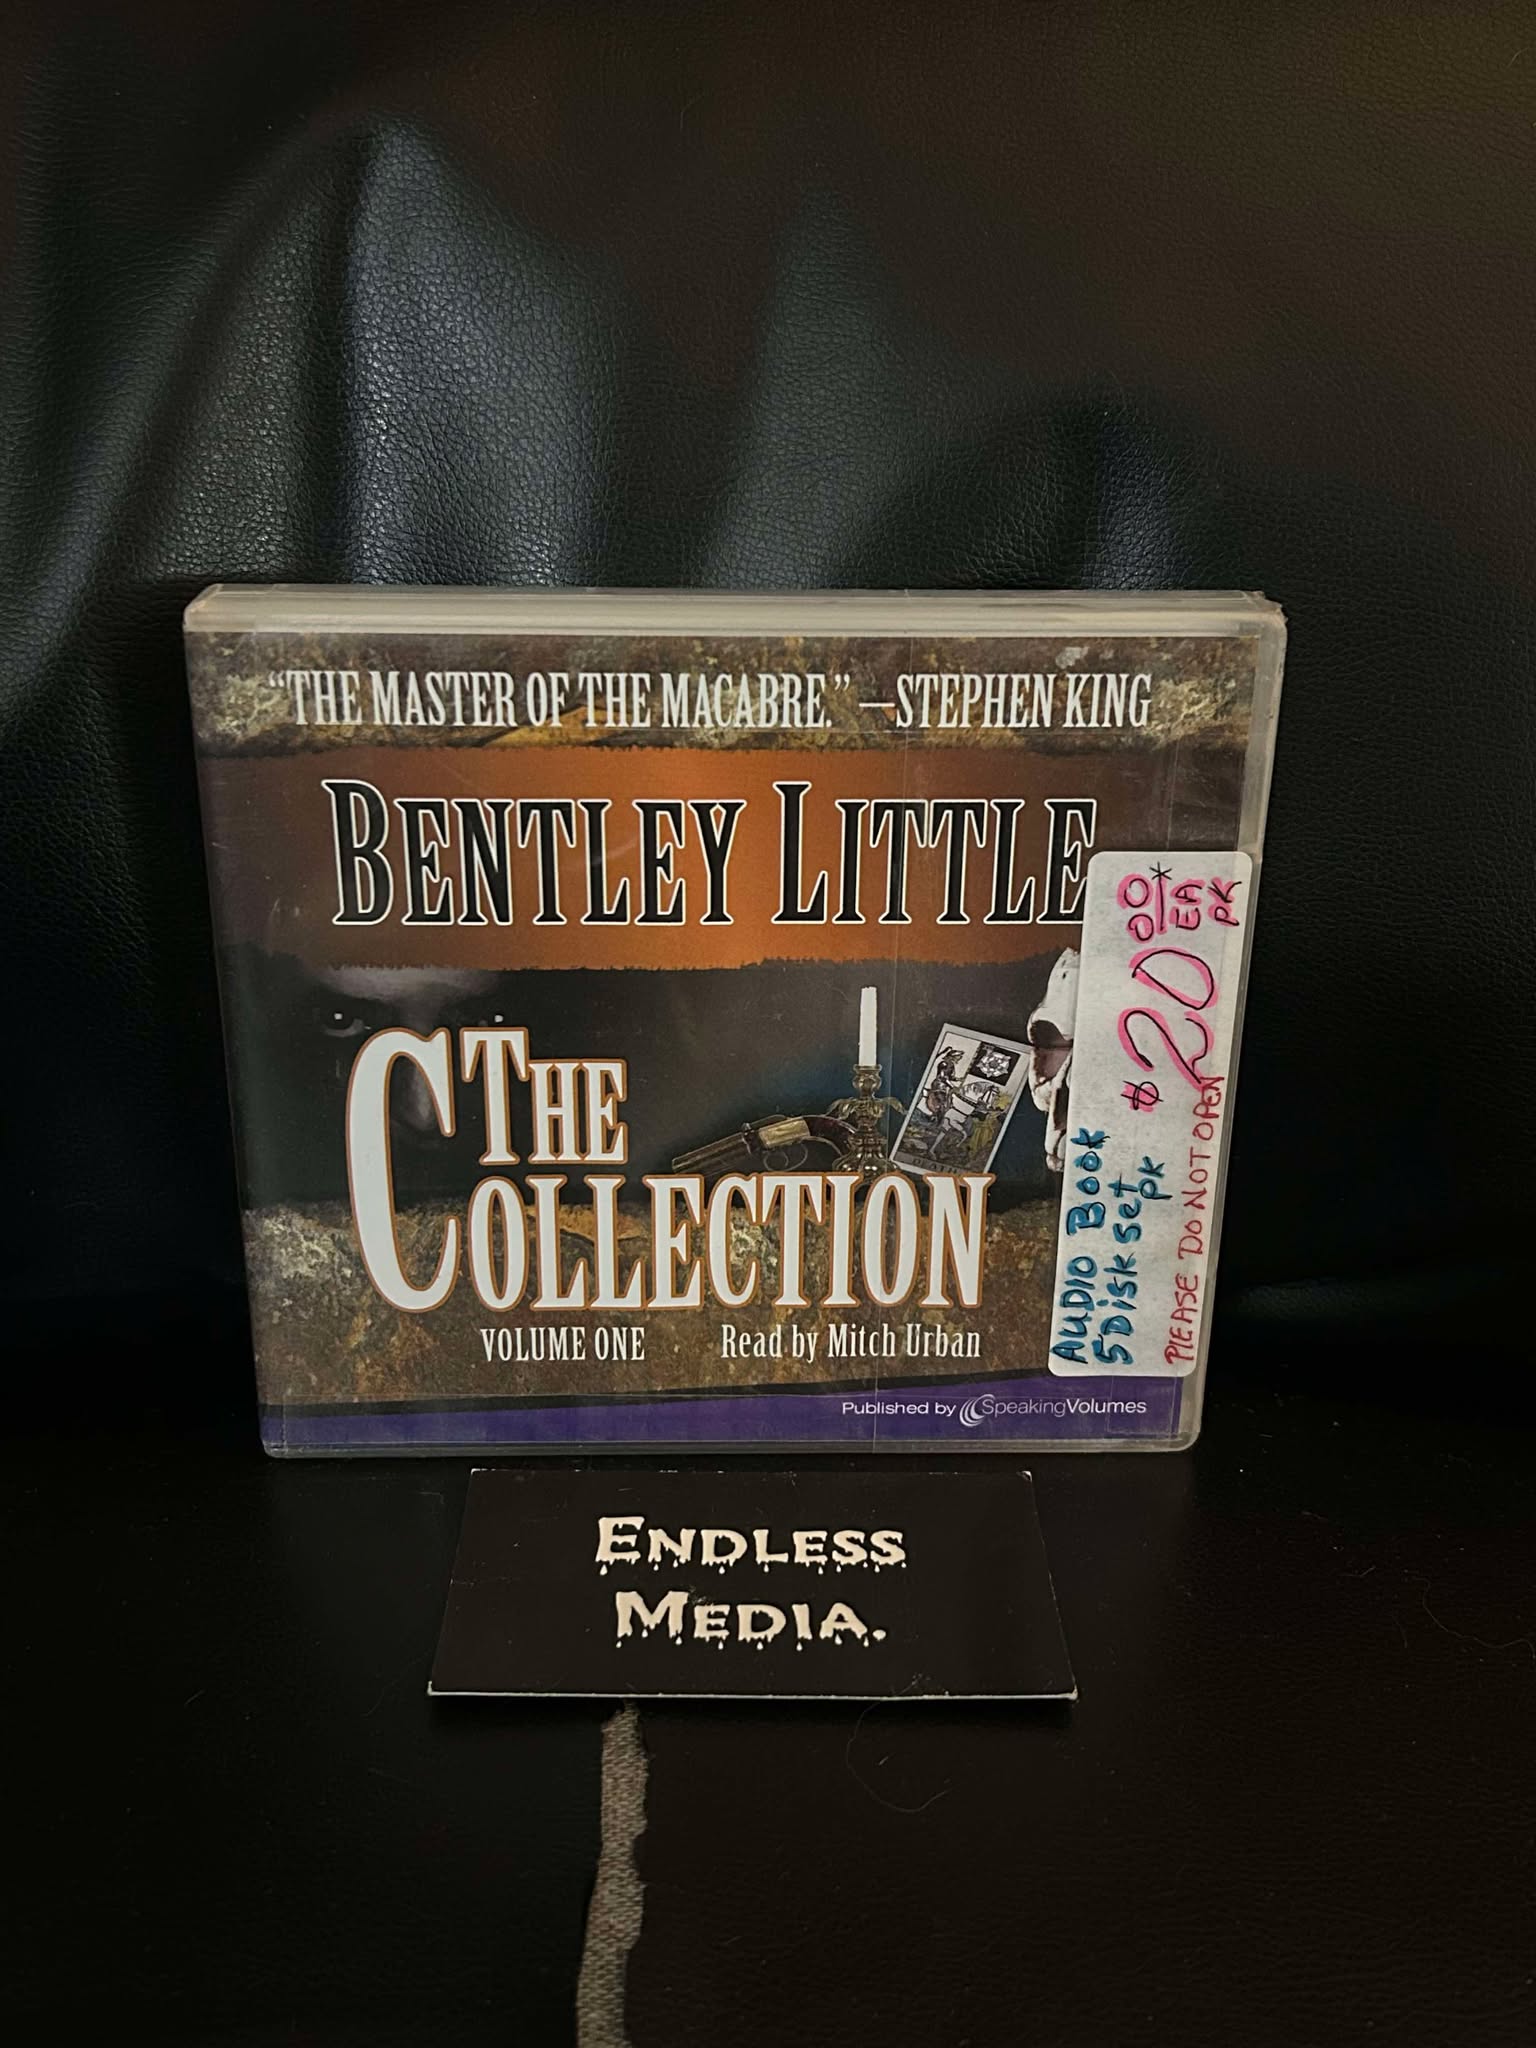 “THE MASTER OF THE MACABRE.” —STEPHEN KING
BENTLEY LITTLE
THE
COLLECTION
VOLUME ONE
Read by Mitch Urban
Published by SpeakingVolumes
DEATH
$20.00* EA PK
AUDIO BOOK
5 Disk set PK
PLEASE DO NOT OPEN
ENDLESS
MEDIA.